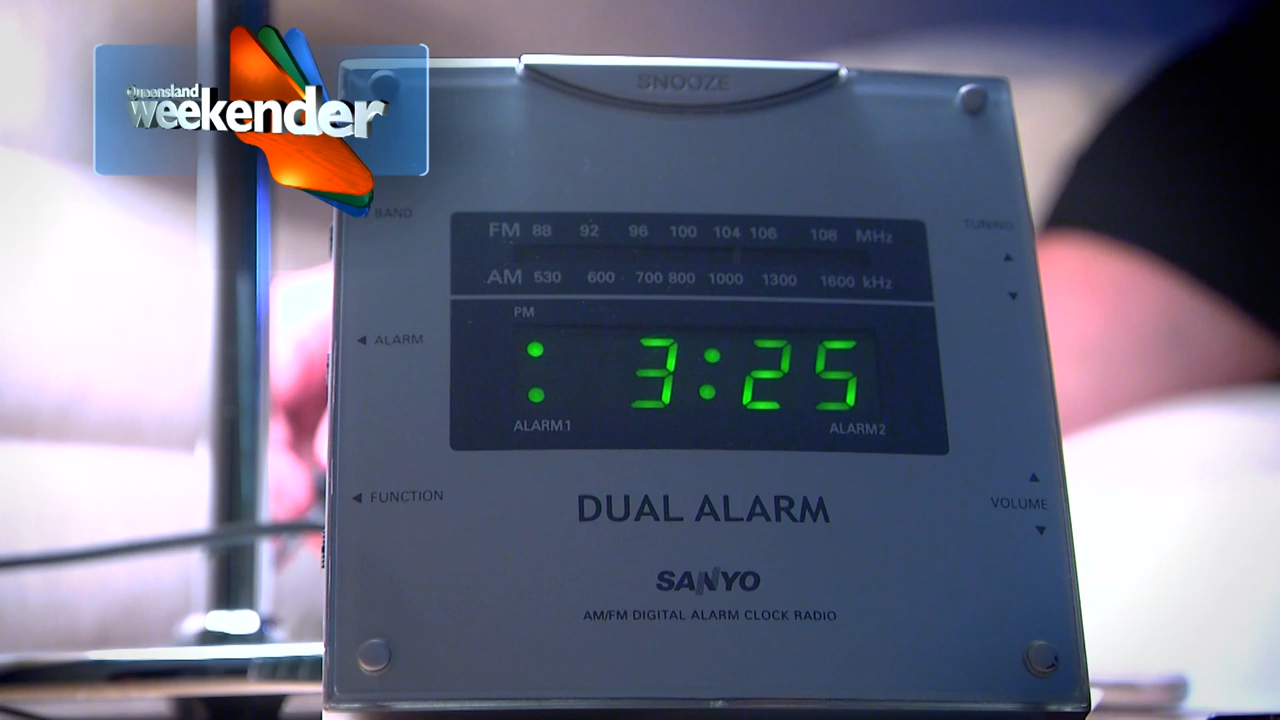 Queensland
weekender
SNOOZE
BAND
TUNING
FM 88 92 96 100 104 106 108 MHz
AM 530 600 700 800 1000 1300 1600 kHz
PM
ALARM
3:25
ALARM1 ALARM2
FUNCTION
VOLUME
DUAL ALARM
SANYO
AM/FM DIGITAL ALARM CLOCK RADIO